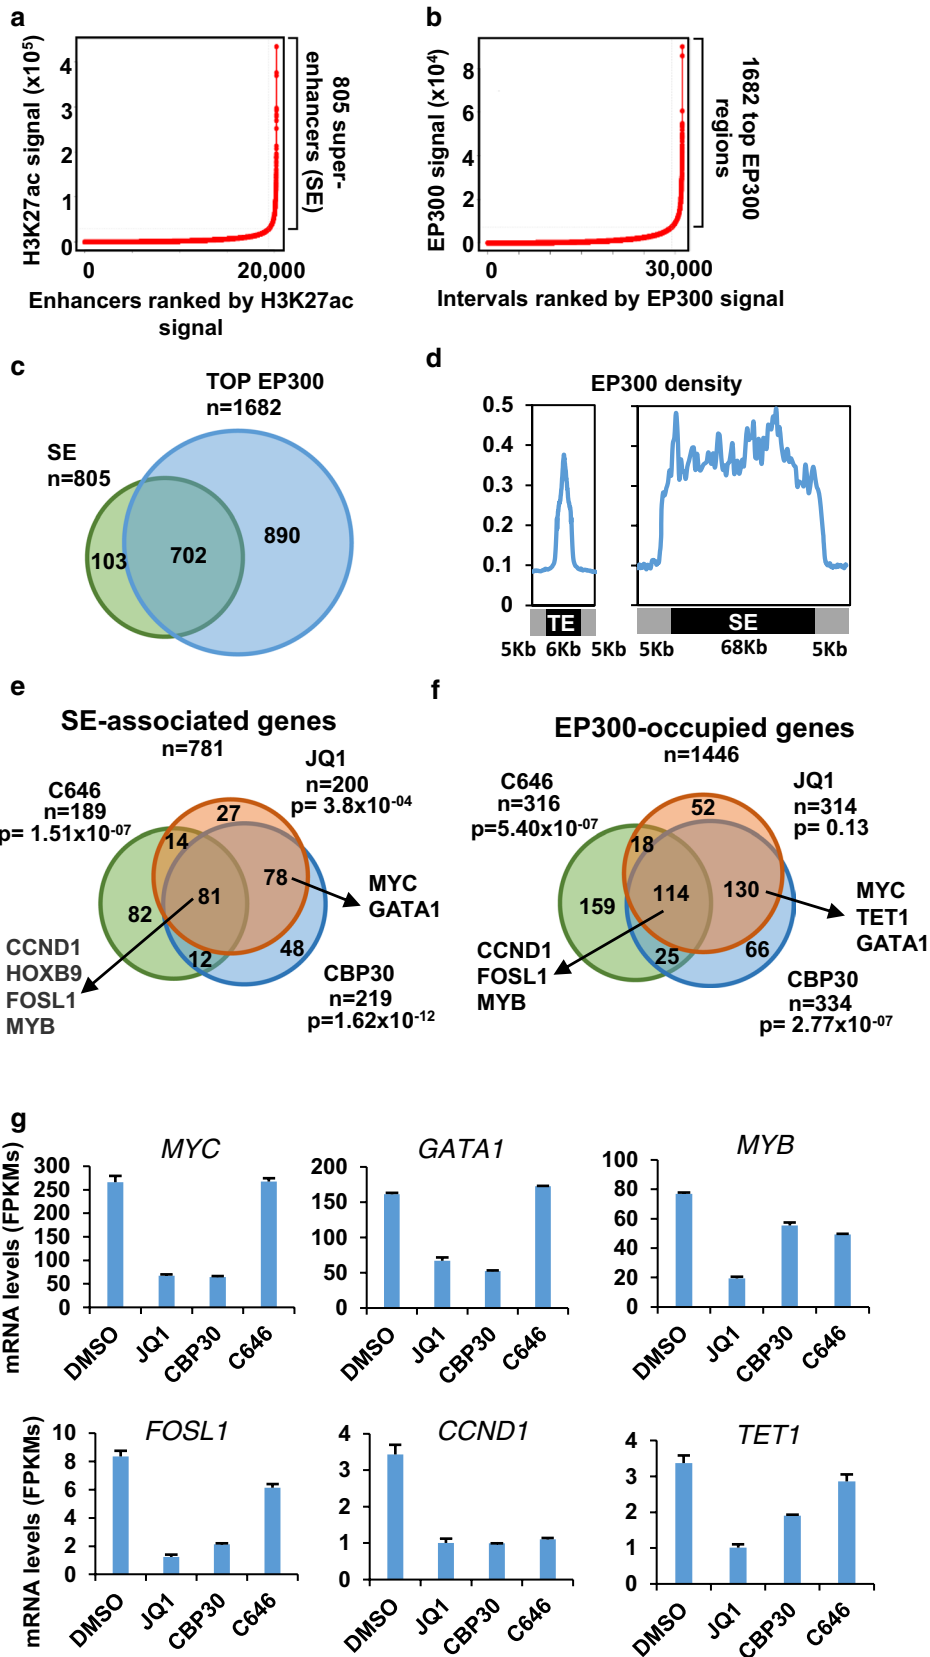 a
H3K27ac signal (x10⁵)
4
3
2
1
0
0
20,000
Enhancers ranked by H3K27ac
signal
805 super-
enhancers (SE)
b
EP300 signal (x10⁴)
8
6
4
2
0
0
30,000
Intervals ranked by EP300 signal
1682 top EP300
regions
c
TOP EP300
n=1682
SE
n=805
103
702
890
d
EP300 density
0.5
0.4
0.3
0.2
0.1
0
TE
SE
5Kb
6Kb
5Kb
5Kb
68Kb
5Kb
e
SE-associated genes
n=781
C646
n=189
p= 1.51x10⁻⁰⁷
JQ1
n=200
p= 3.8x10⁻⁰⁴
27
14
78
81
82
12
48
MYC
GATA1
CCND1
HOXB9
FOSL1
MYB
CBP30
n=219
p=1.62x10⁻¹²
f
EP300-occupied genes
n=1446
C646
n=316
p=5.40x10⁻⁰⁷
JQ1
n=314
p= 0.13
52
18
130
114
159
25
66
MYC
TET1
GATA1
CCND1
FOSL1
MYB
CBP30
n=334
p= 2.77x10⁻⁰⁷
g
mRNA levels (FPKMs)
MYC
300
250
200
150
100
50
0
DMSO
JQ1
CBP30
C646
GATA1
200
150
100
50
0
DMSO
JQ1
CBP30
C646
MYB
100
80
60
40
20
0
DMSO
JQ1
CBP30
C646
mRNA levels (FPKMs)
FOSL1
10
8
6
4
2
0
DMSO
JQ1
CBP30
C646
CCND1
4
3
2
1
0
DMSO
JQ1
CBP30
C646
TET1
4
3
2
1
0
DMSO
JQ1
CBP30
C646